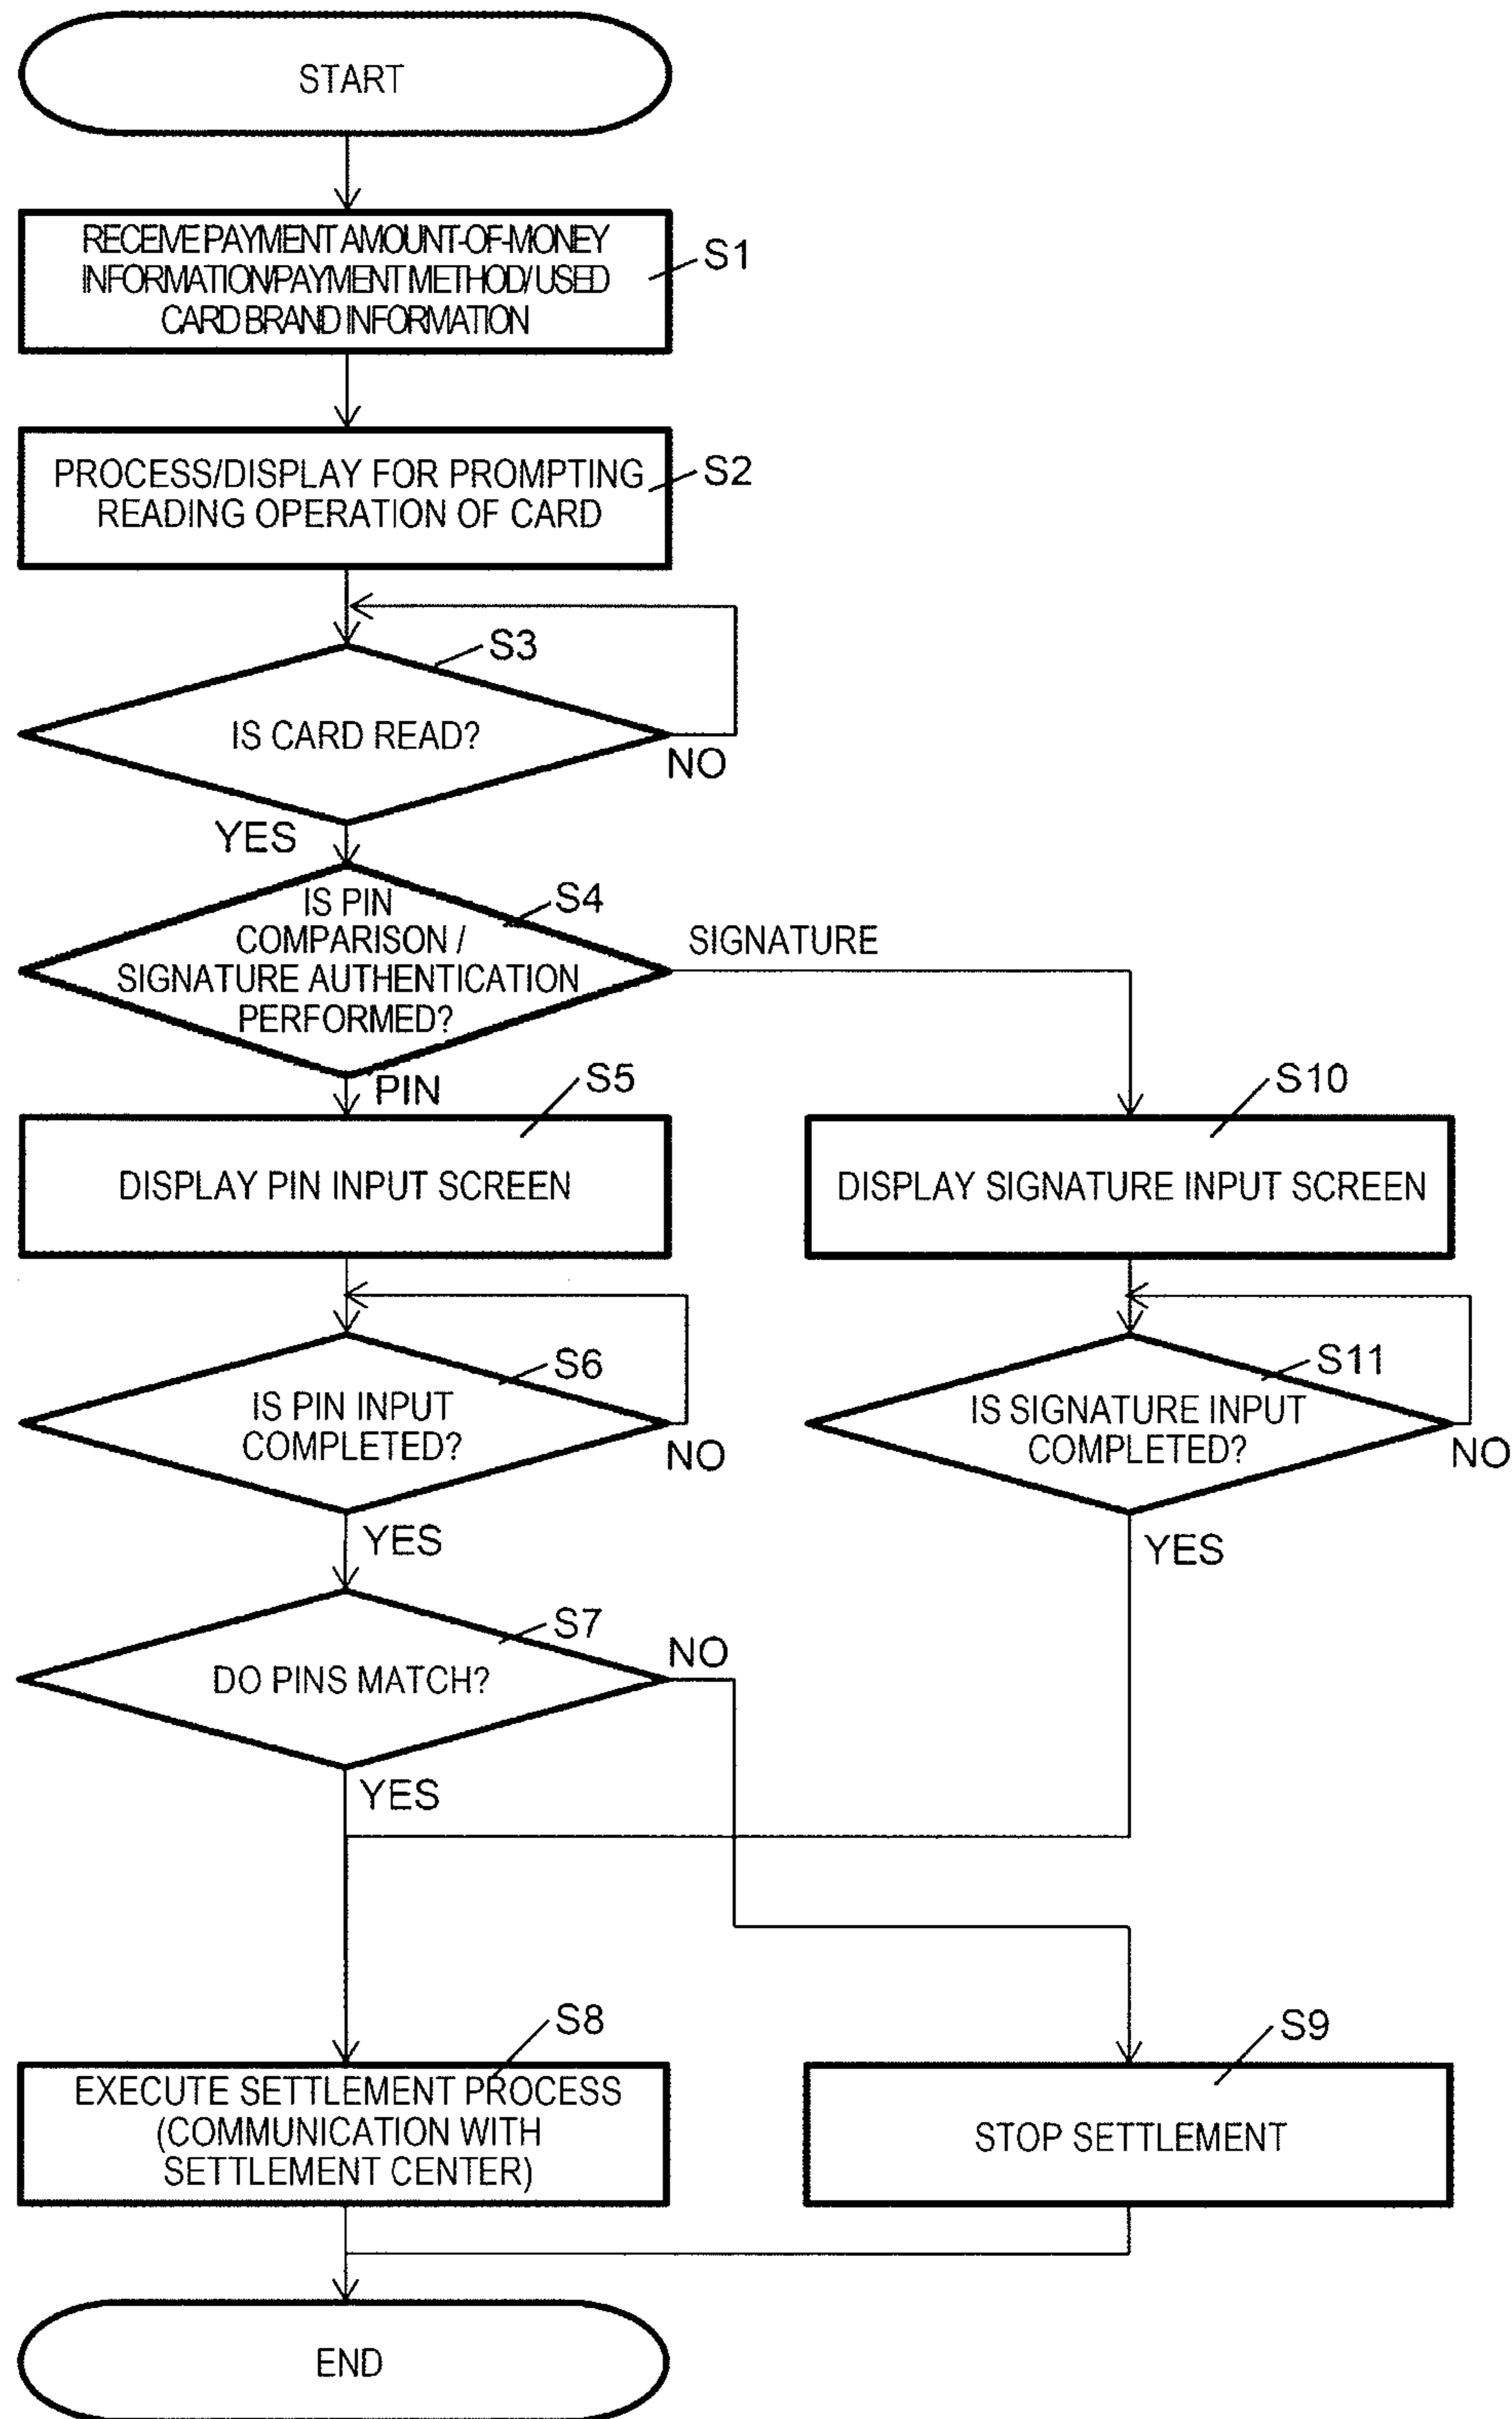 START
RECEIVE PAYMENT AMOUNT-OF-MONEY
INFORMATION/PAYMENT METHOD/USED
CARD BRAND INFORMATION
S1
PROCESS/DISPLAY FOR PROMPTING
READING OPERATION OF CARD
S2
S3
IS CARD READ?
NO
YES
S4
IS PIN
COMPARISON /
SIGNATURE AUTHENTICATION
PERFORMED?
SIGNATURE
PIN
S5
DISPLAY PIN INPUT SCREEN
S10
DISPLAY SIGNATURE INPUT SCREEN
S6
IS PIN INPUT
COMPLETED?
NO
YES
S11
IS SIGNATURE INPUT
COMPLETED?
NO
YES
S7
DO PINS MATCH?
NO
YES
S8
EXECUTE SETTLEMENT PROCESS
(COMMUNICATION WITH
SETTLEMENT CENTER)
S9
STOP SETTLEMENT
END